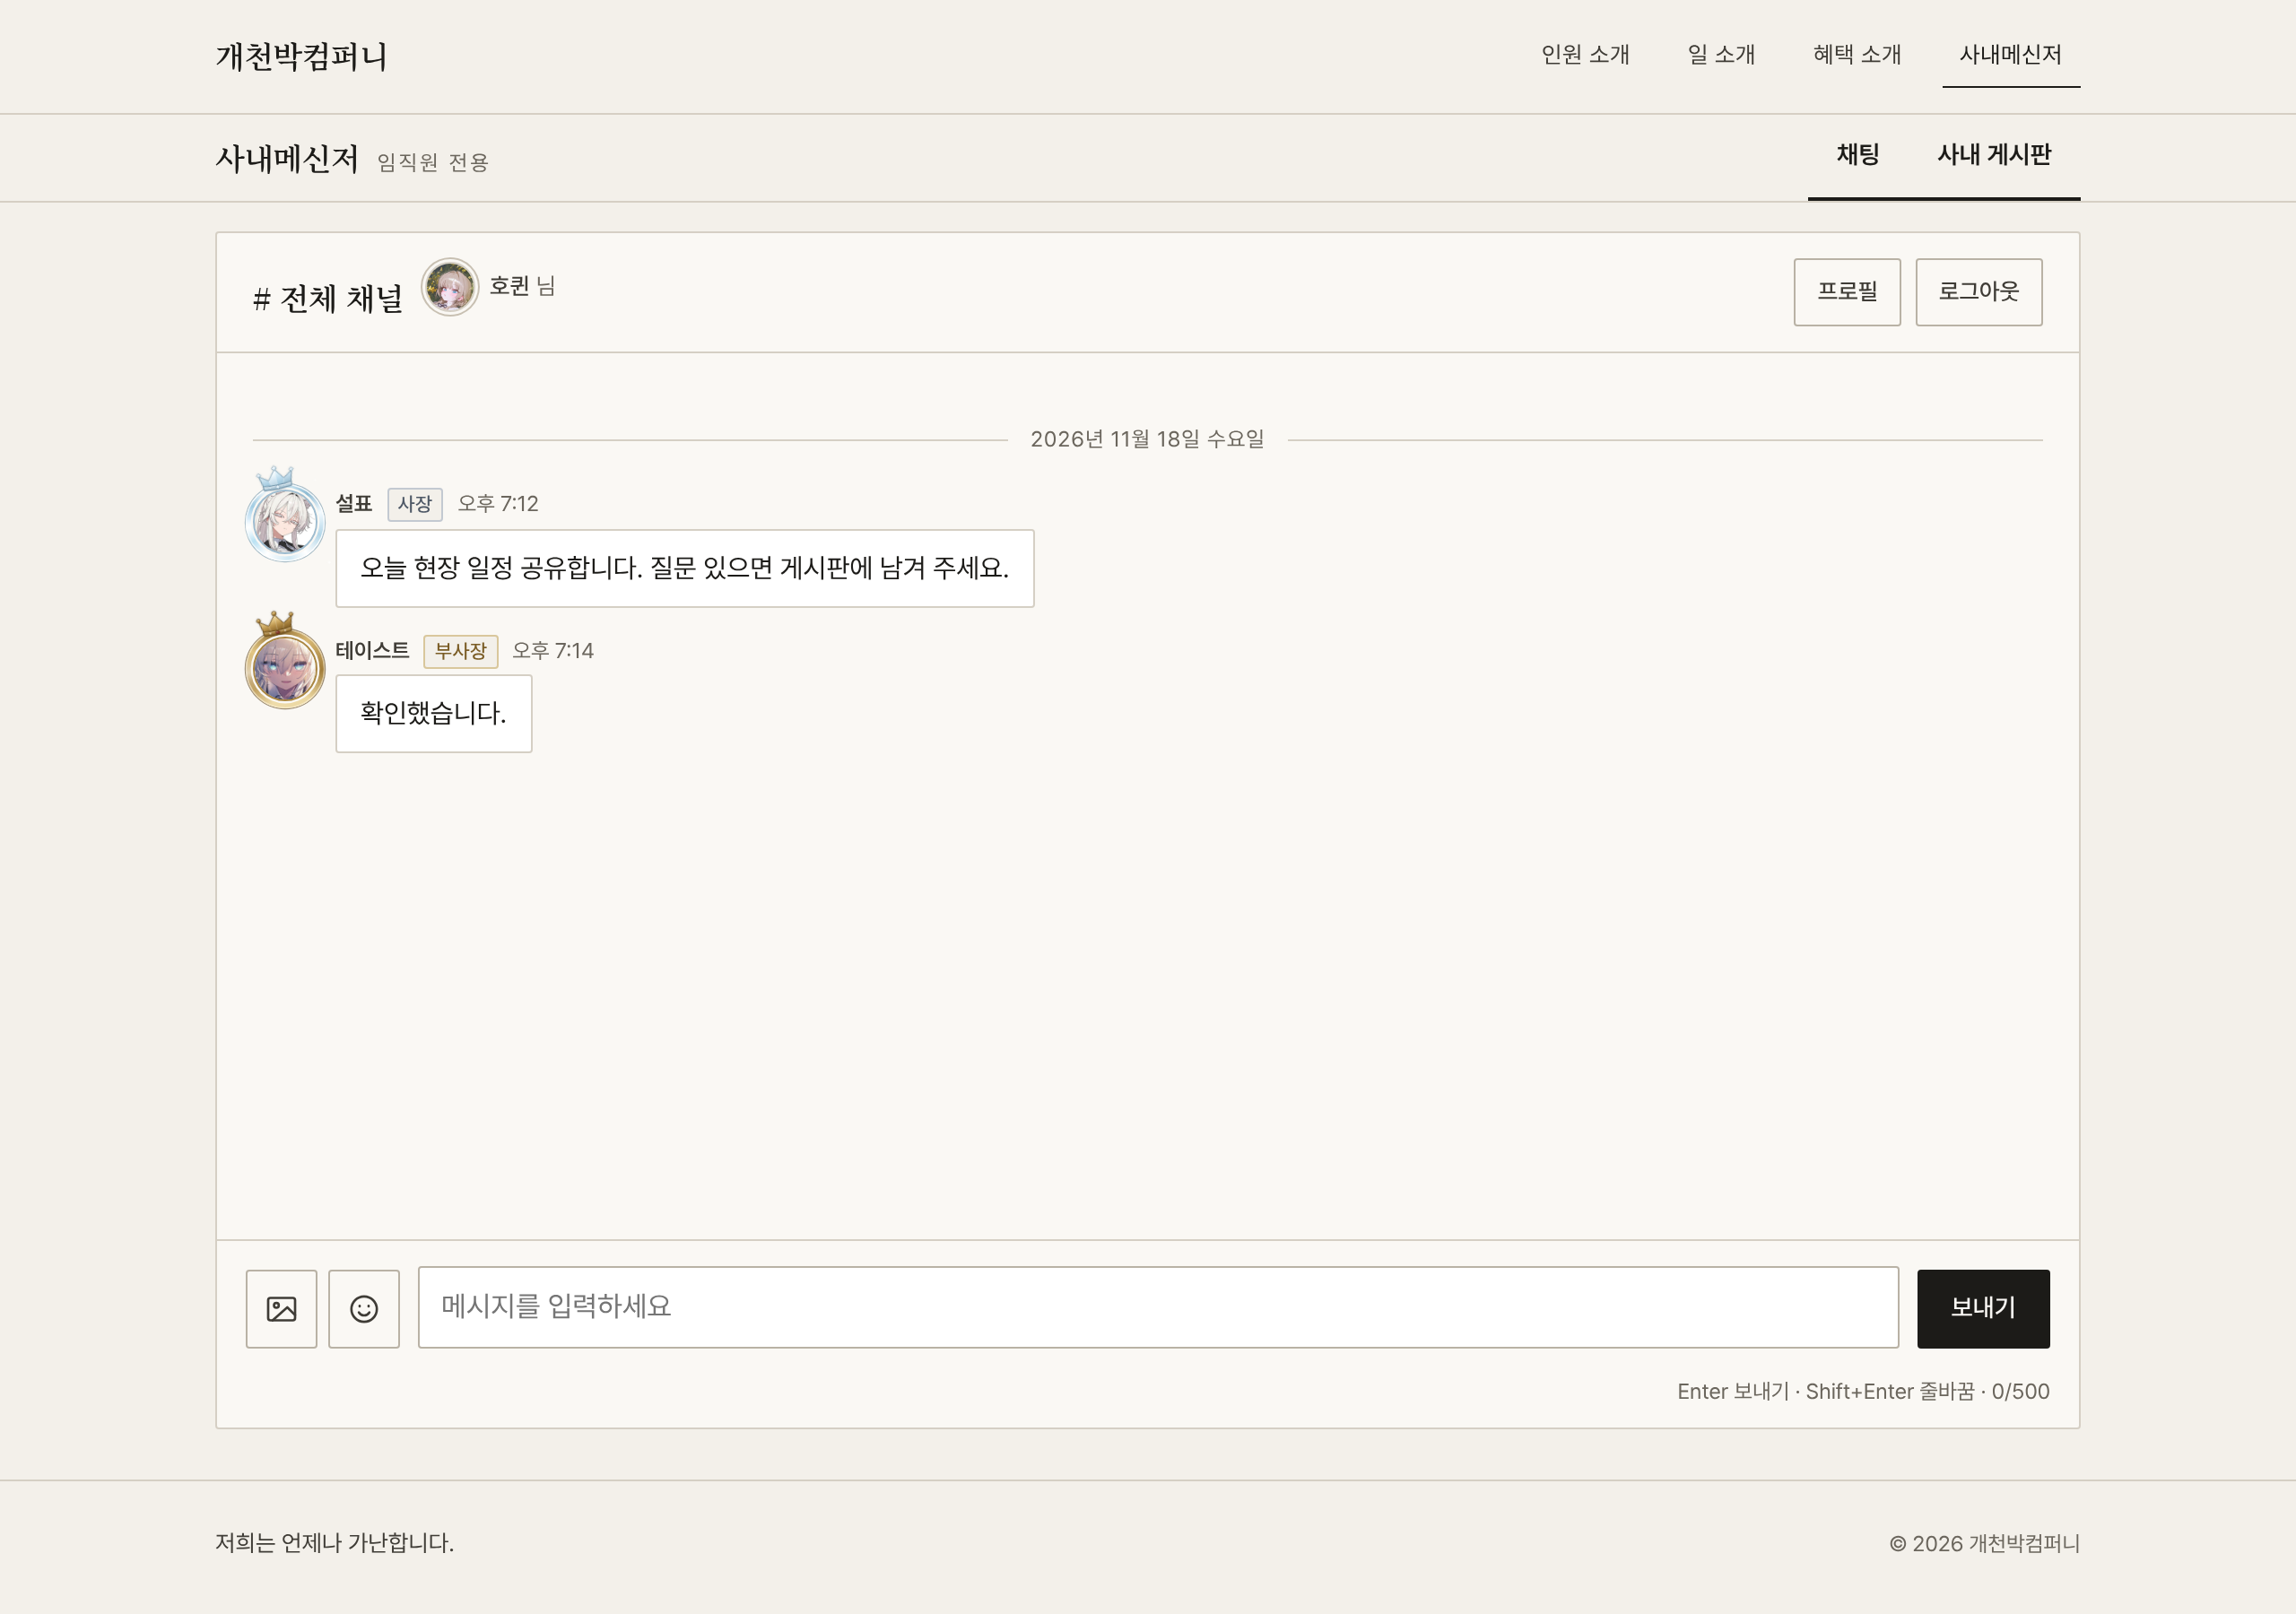 개천박컴퍼니
인원 소개 일 소개 혜택 소개 사내메신저
사내메신저 임직원 전용
채팅 사내 게시판
# 전체 채널 호퀸 님
프로필 로그아웃
2026년 11월 18일 수요일
설표 사장 오후 7:12
오늘 현장 일정 공유합니다. 질문 있으면 게시판에 남겨 주세요.
테이스트 부사장 오후 7:14
확인했습니다.
메시지를 입력하세요
보내기
Enter 보내기 · Shift+Enter 줄바꿈 · 0/500
저희는 언제나 가난합니다.
© 2026 개천박컴퍼니